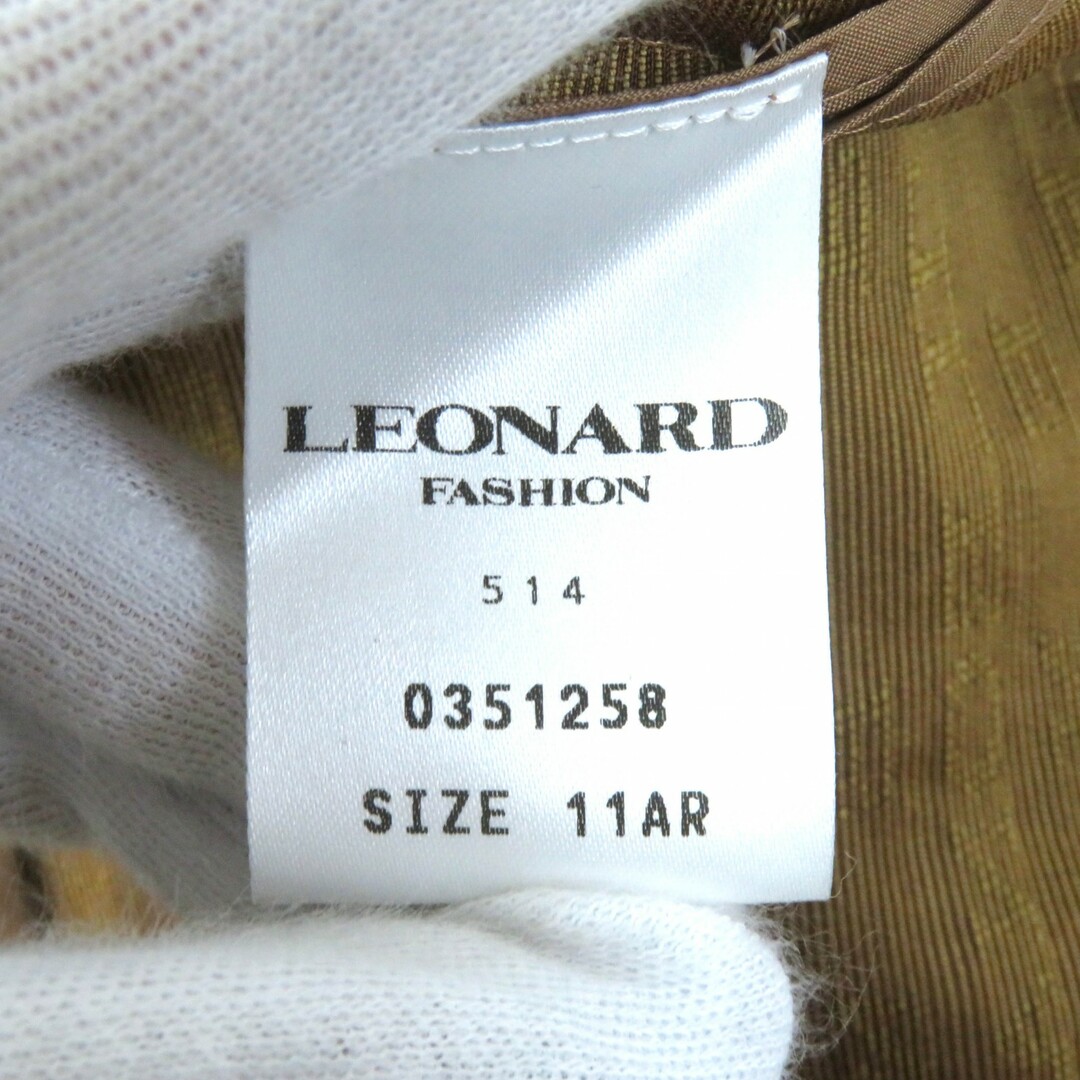 LEONARD
FASHION
514
0351258
SIZE 11AR